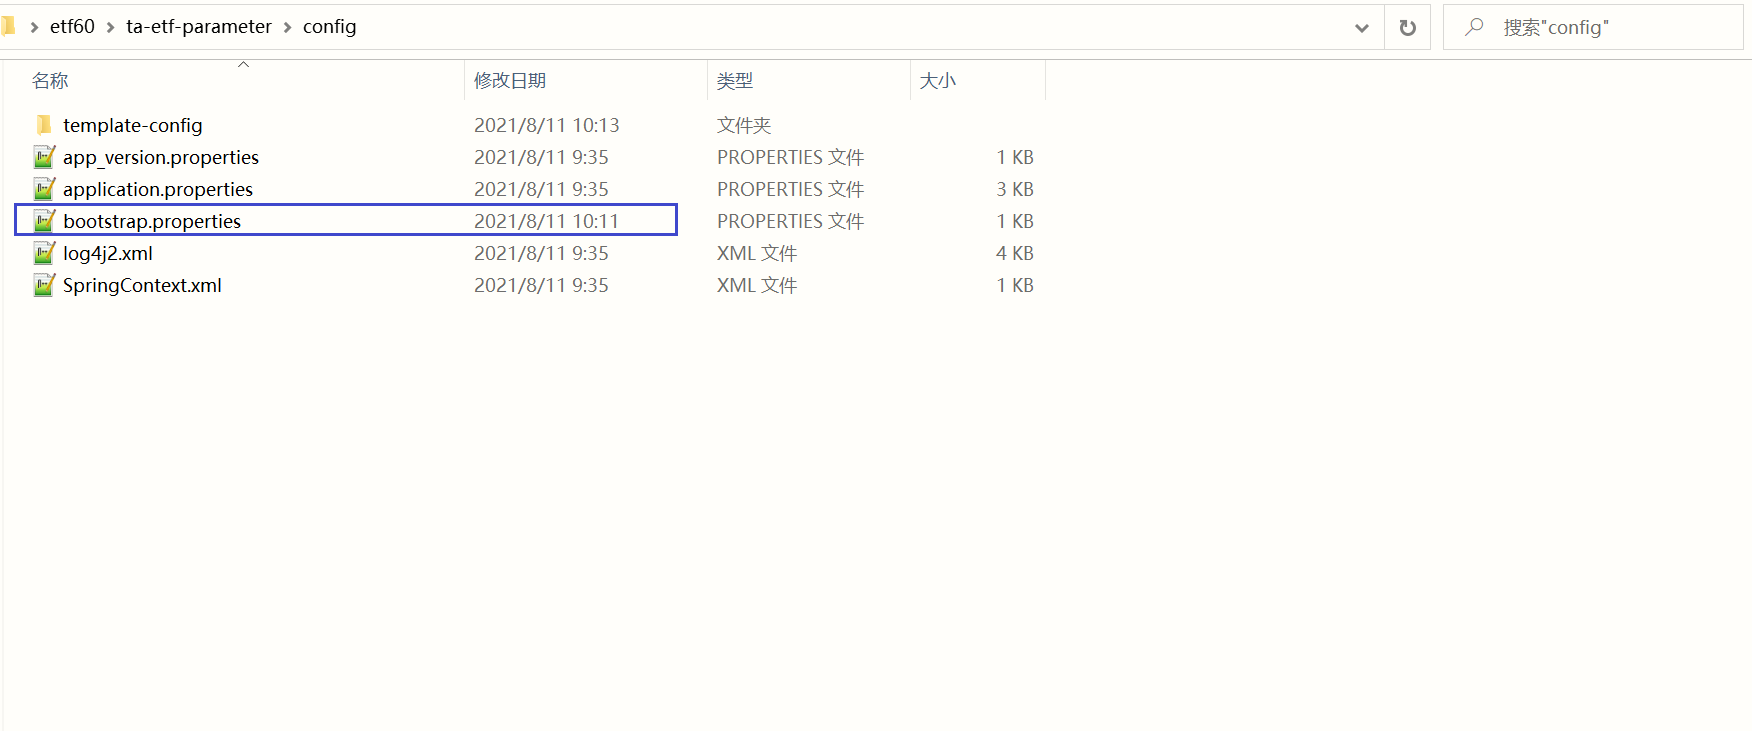 etf60 ta-etf-parameter config 搜索"config"
名称 修改日期 类型 大小
template-config 2021/8/11 10:13 文件夹
app_version.properties 2021/8/11 9:35 PROPERTIES 文件 1 KB
application.properties 2021/8/11 9:35 PROPERTIES 文件 3 KB
bootstrap.properties 2021/8/11 10:11 PROPERTIES 文件 1 KB
log4j2.xml 2021/8/11 9:35 XML 文件 4 KB
SpringContext.xml 2021/8/11 9:35 XML 文件 1 KB